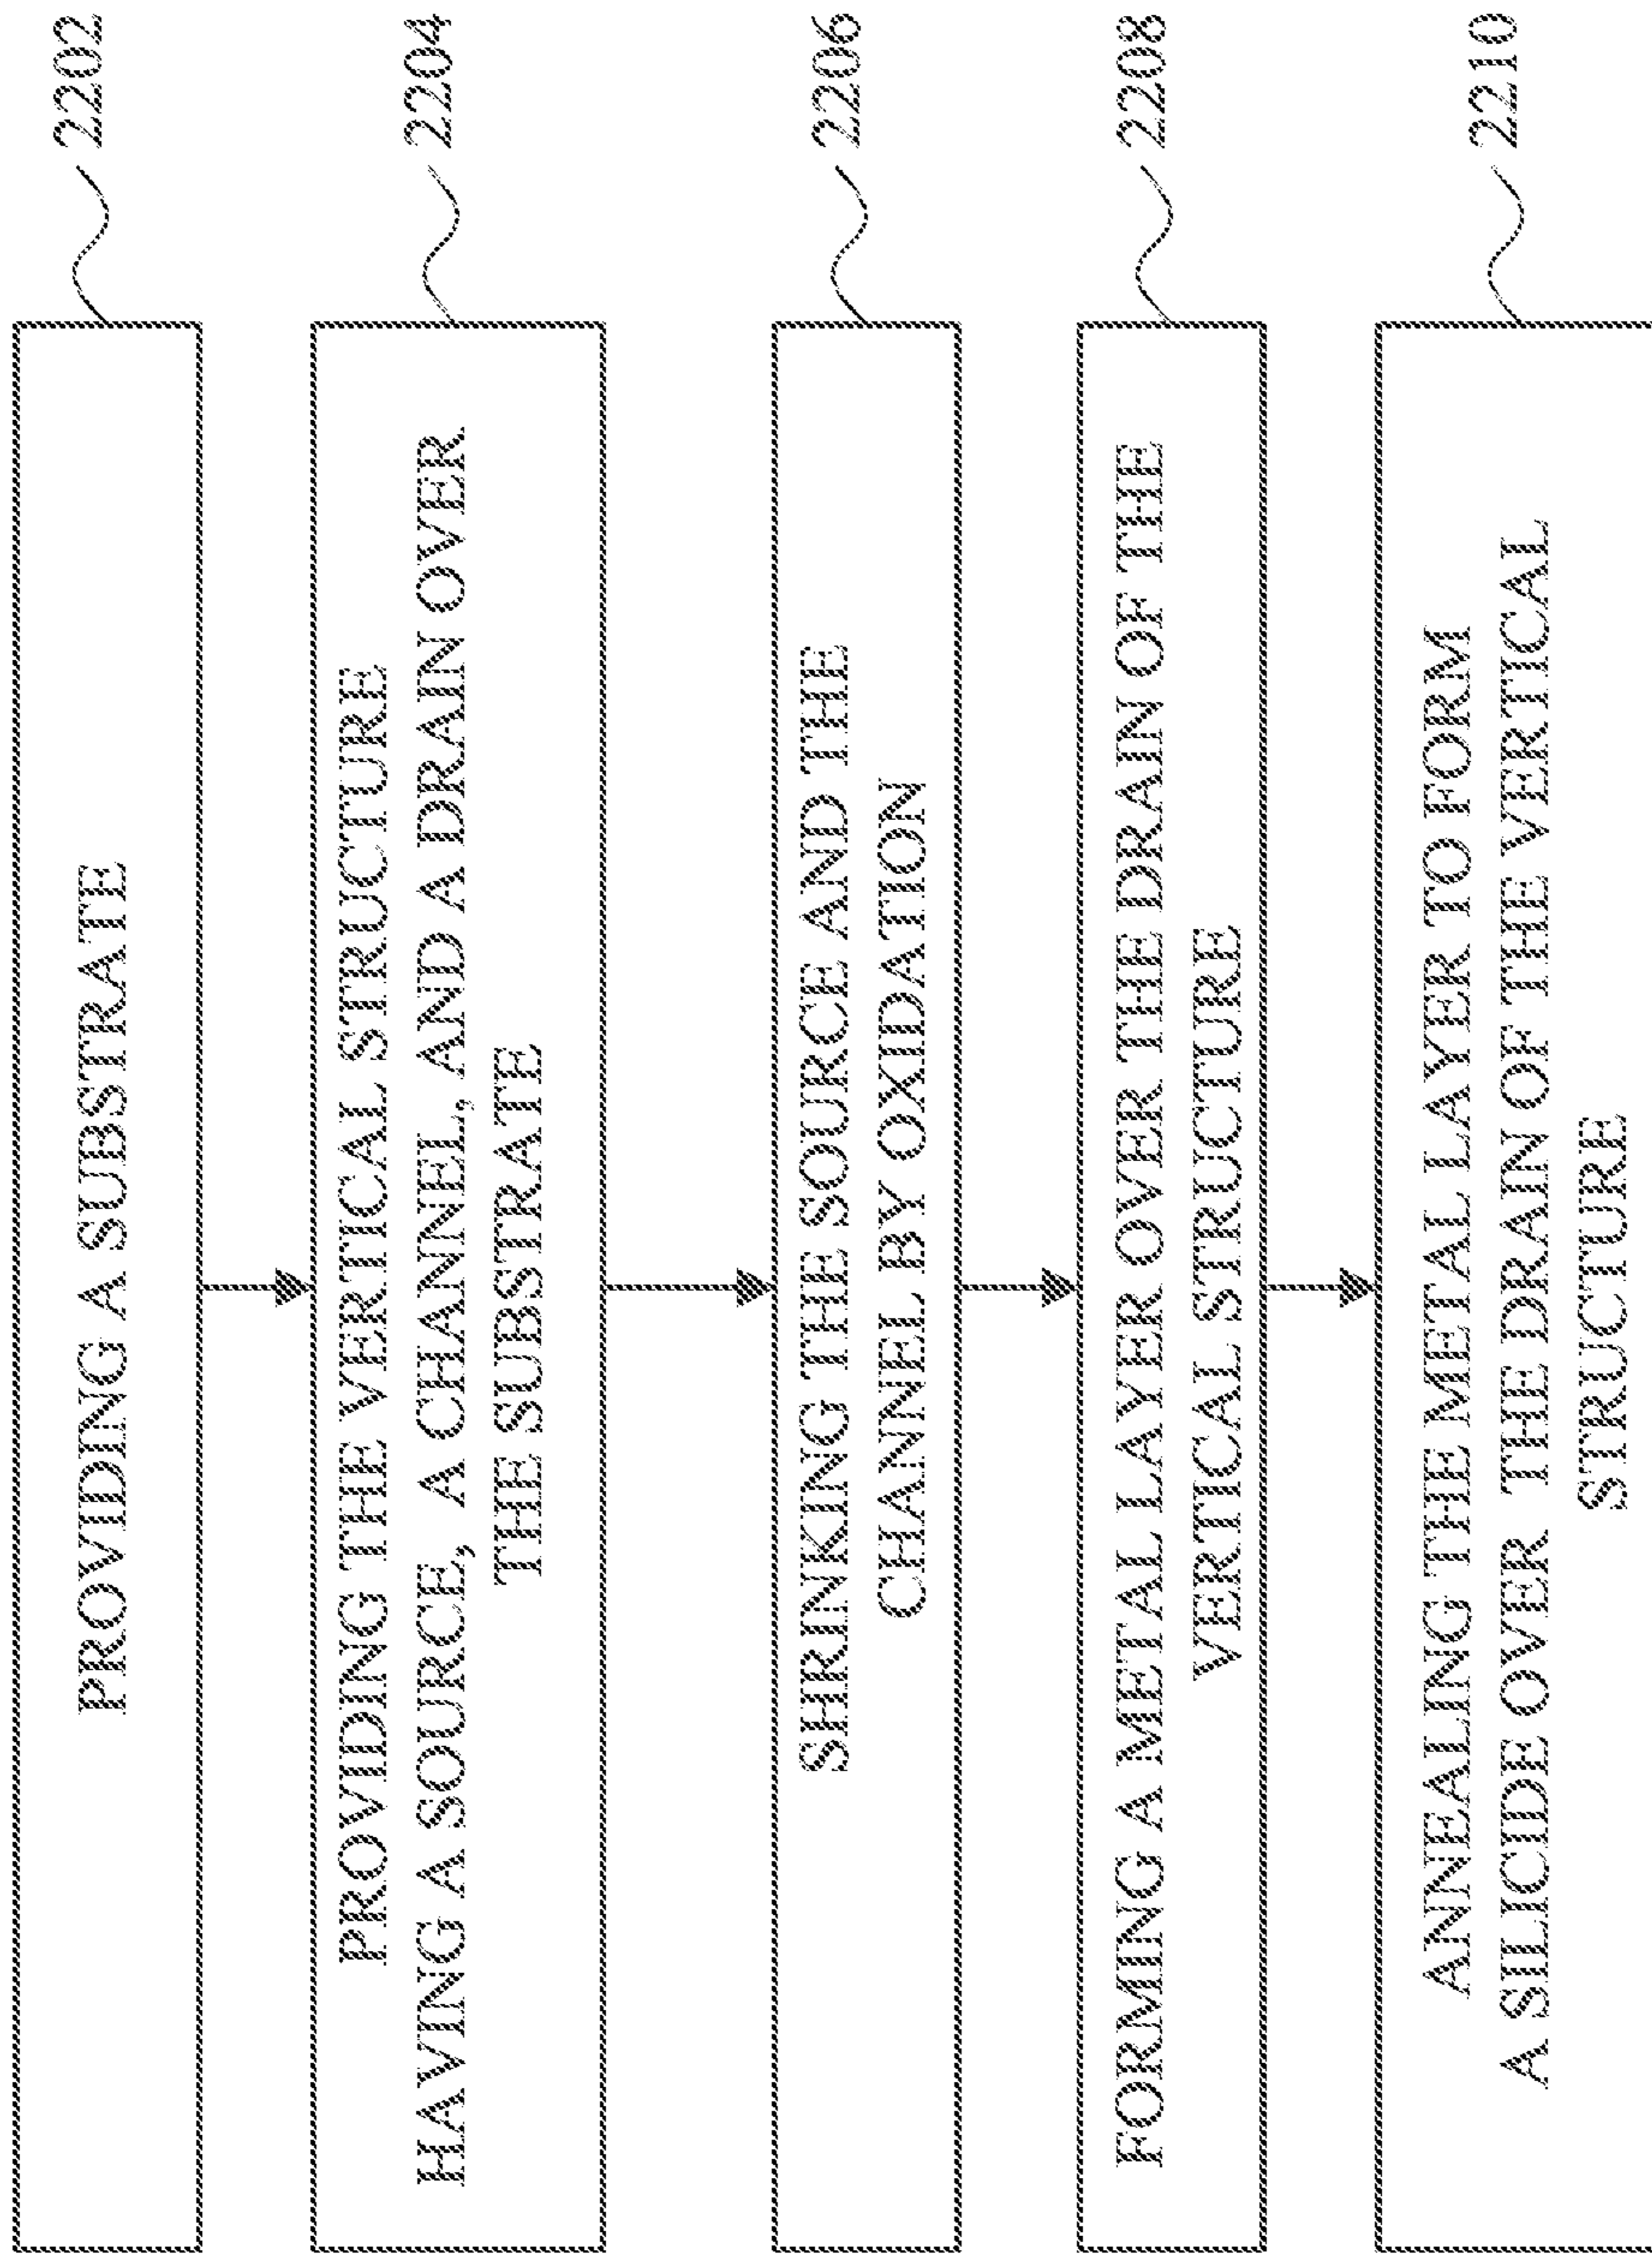 PROVIDING A SUBSTRATE
2202
PROVIDING THE VERTICAL STRUCTURE
HAVING A SOURCE, A CHANNEL, AND A DRAIN OVER
THE SUBSTRATE
2204
SHRINKING THE SOURCE AND THE
CHANNEL BY OXIDATION
2206
FORMING A METAL LAYER OVER THE DRAIN OF THE
VERTICAL STRUCTURE
2208
ANNEALING THE METAL LAYER TO FORM
A SILICIDE OVER THE DRAIN OF THE VERTICAL
STRUCTURE
2210